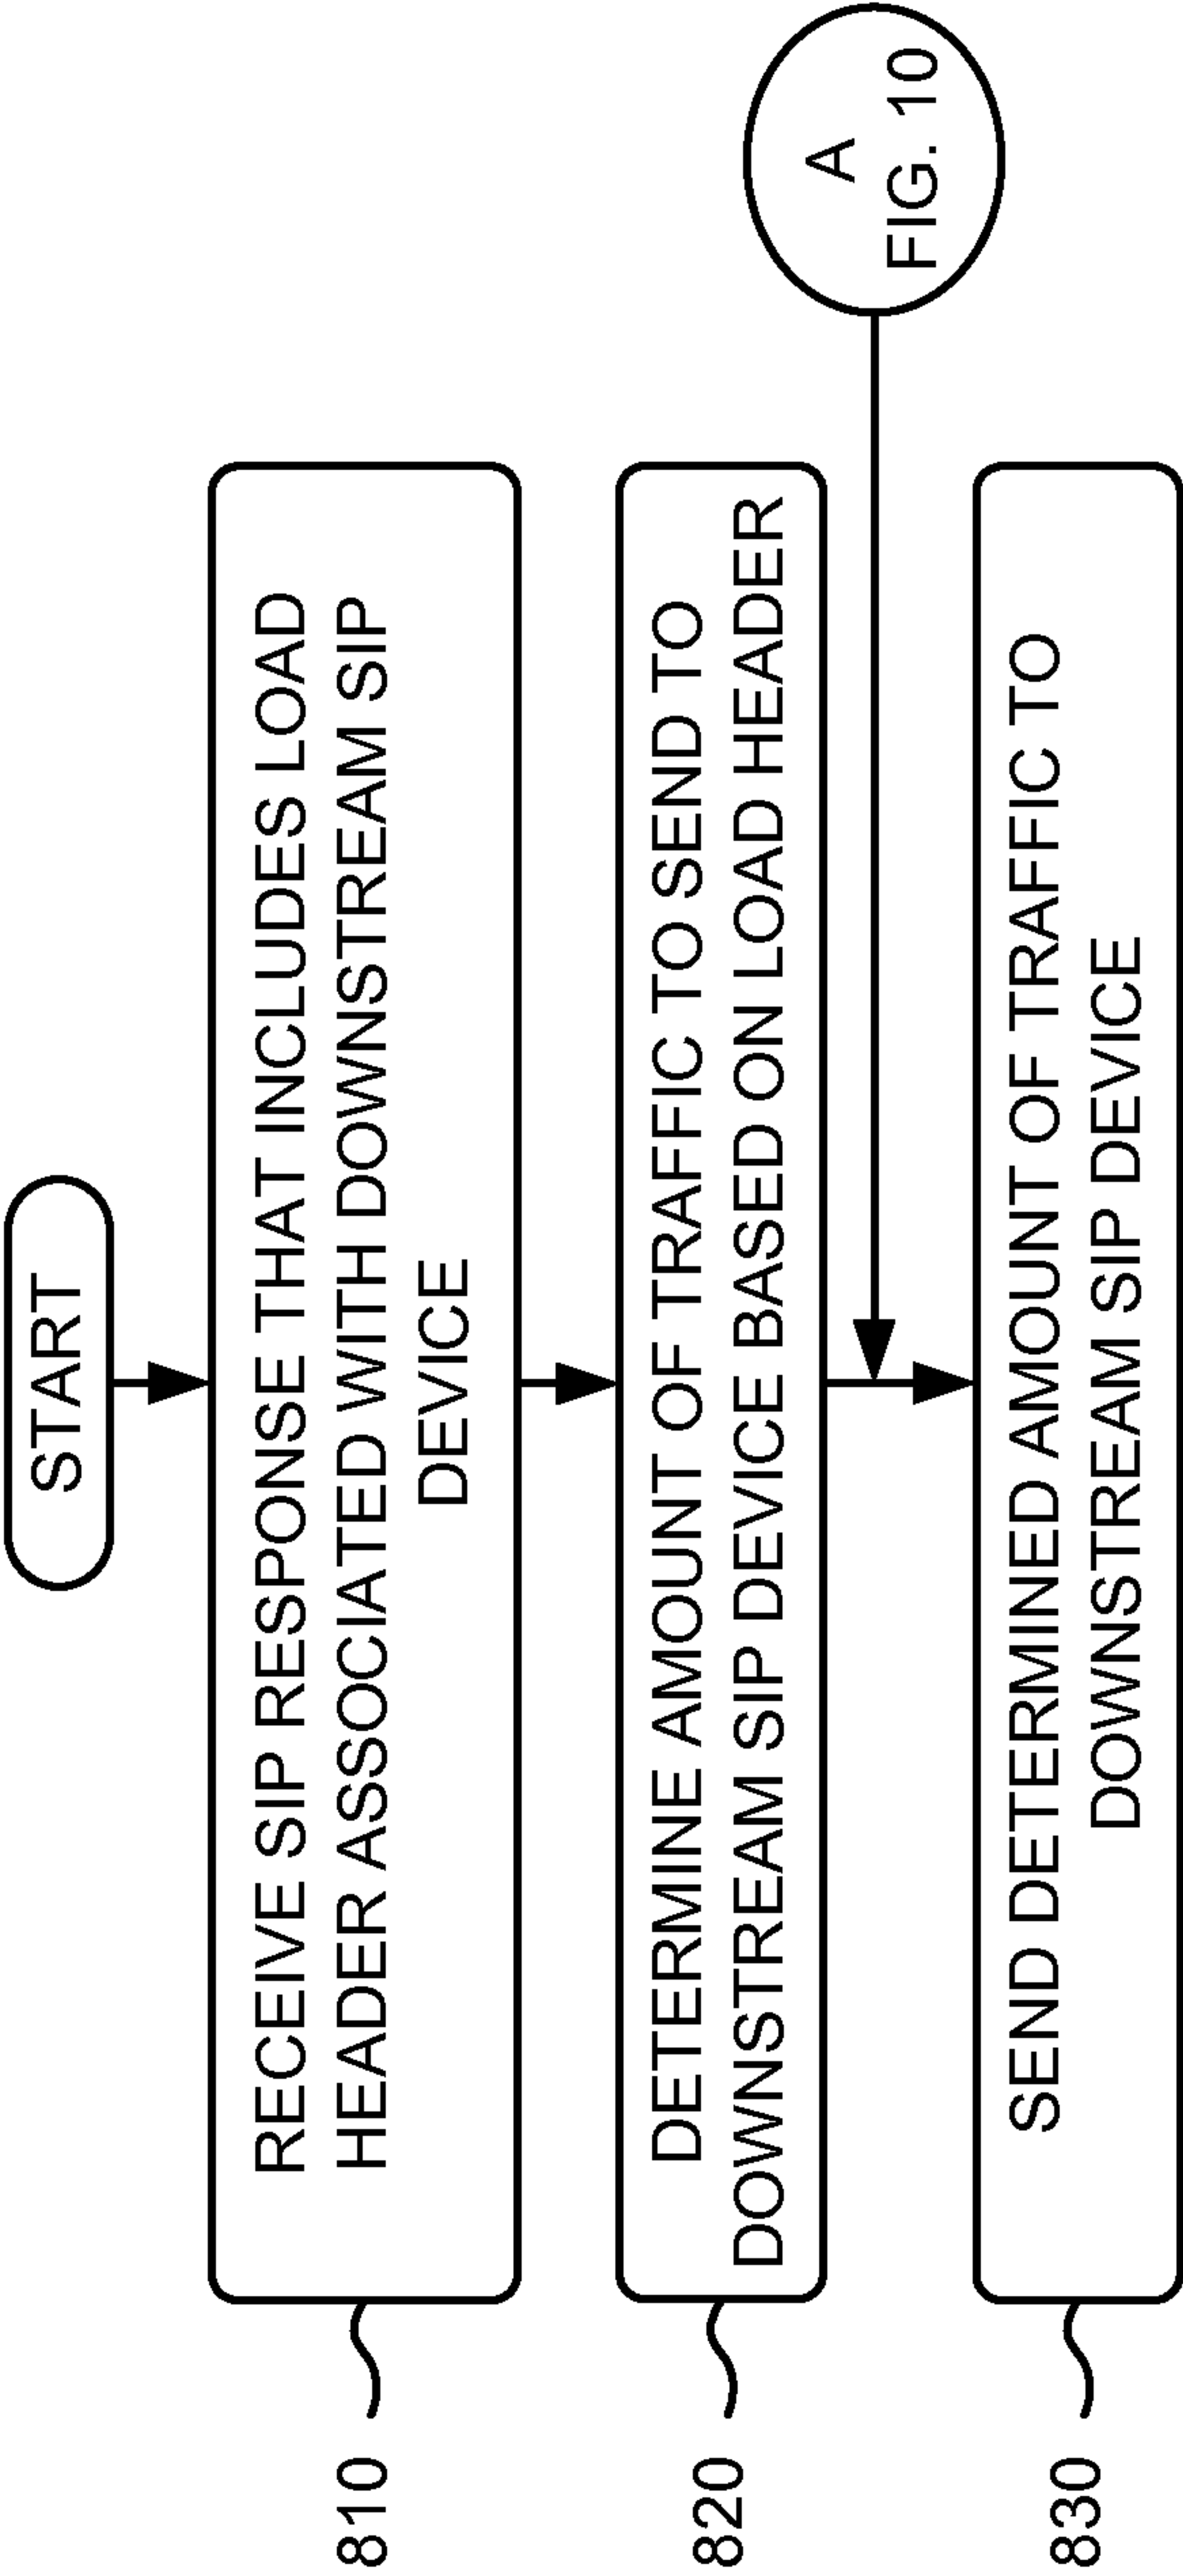 START
810
RECEIVE SIP RESPONSE THAT INCLUDES LOAD
HEADER ASSOCIATED WITH DOWNSTREAM SIP
DEVICE
820
DETERMINE AMOUNT OF TRAFFIC TO SEND TO
DOWNSTREAM SIP DEVICE BASED ON LOAD HEADER
A
FIG. 10
830
SEND DETERMINED AMOUNT OF TRAFFIC TO
DOWNSTREAM SIP DEVICE